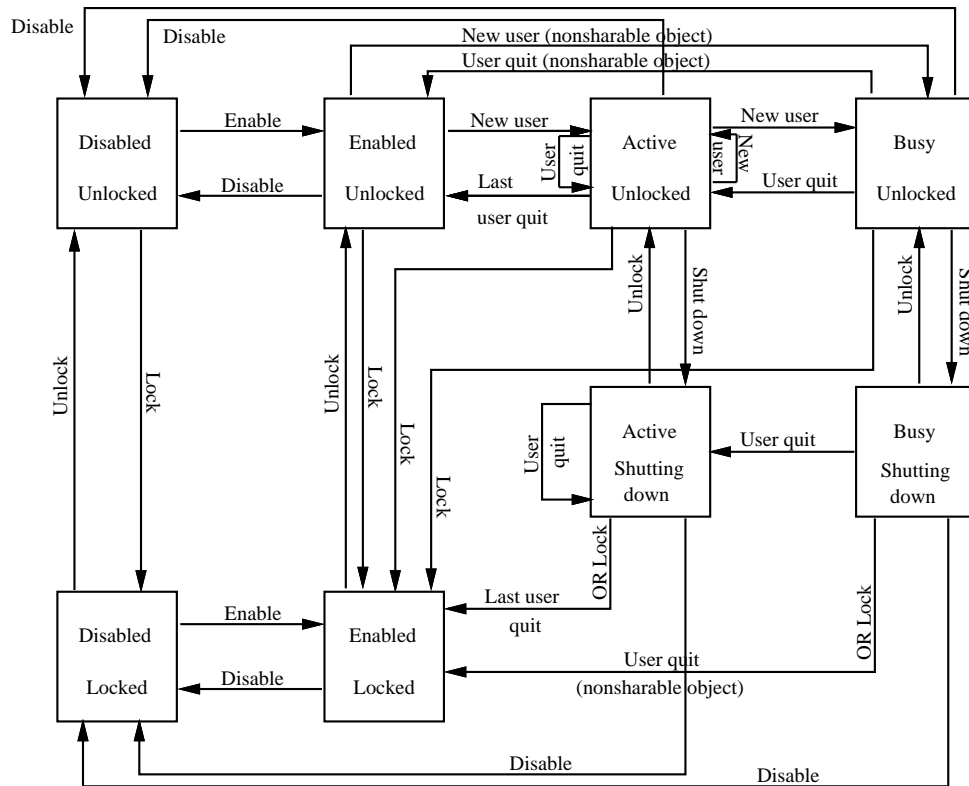 Disable
Disable
New user (nonsharable object)
User quit (nonsharable object)
Disabled
Unlocked
Enable
Disable
Enabled
Unlocked
New user
Last
user quit
User
quit
Active
Unlocked
New
user
New user
User quit
Busy
Unlocked
Unlock
Lock
Unlock
Lock
Lock
Lock
Unlock
Shut down
Unlock
Shut down
User
quit
Active
Shutting
down
User quit
Busy
Shutting
down
OR Lock
OR Lock
Disabled
Locked
Enable
Disable
Enabled
Locked
Last user
quit
User quit
(nonsharable object)
Disable
Disable